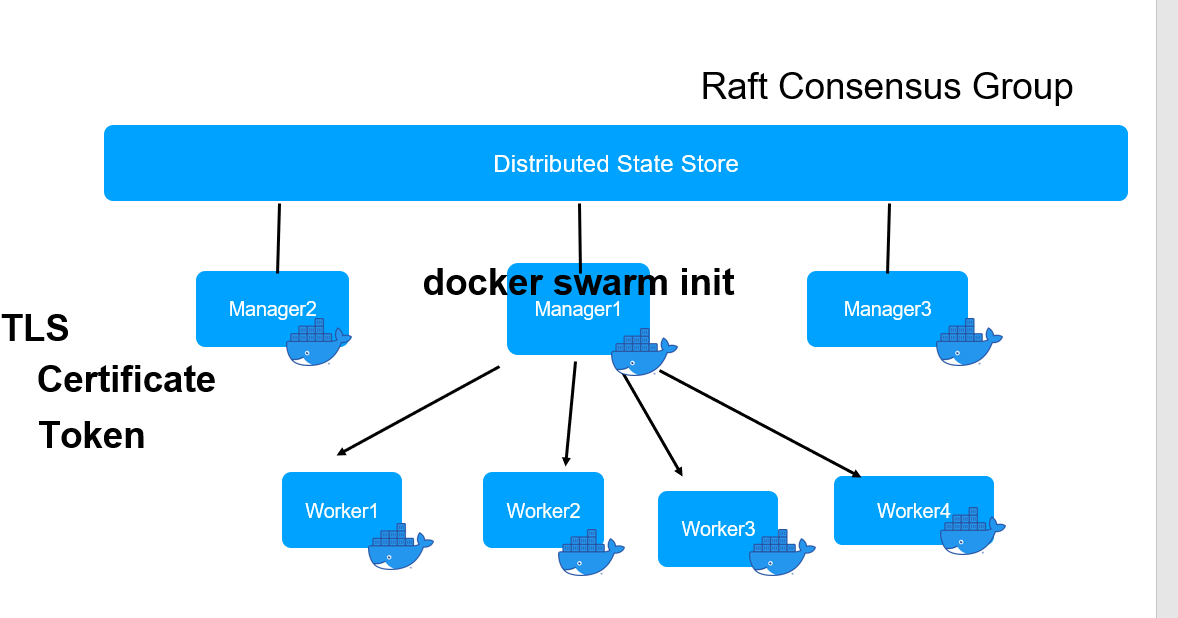 Raft Consensus Group
Distributed State Store
docker swarm init
Manager2
Manager1
Manager3
TLS
Certificate
Token
Worker1
Worker2
Worker3
Worker4